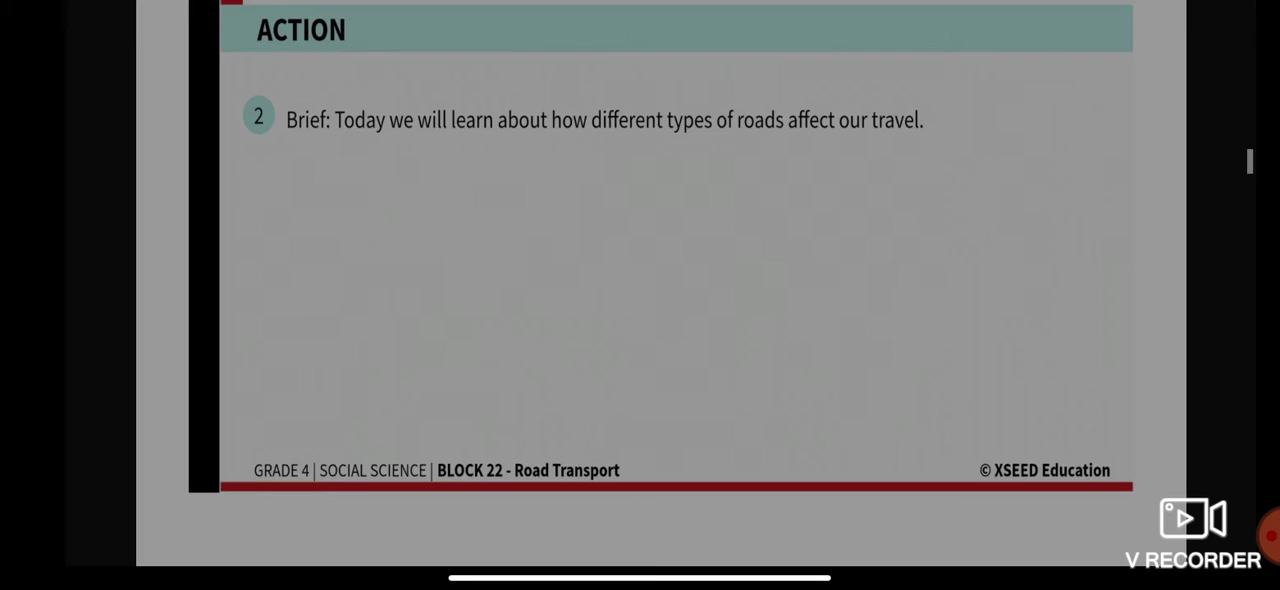 ACTION
2 Brief: Today we will learn about how different types of roads affect our travel.
GRADE 4 | SOCIAL SCIENCE | BLOCK 22 - Road Transport © XSEED Education
V RECORDER